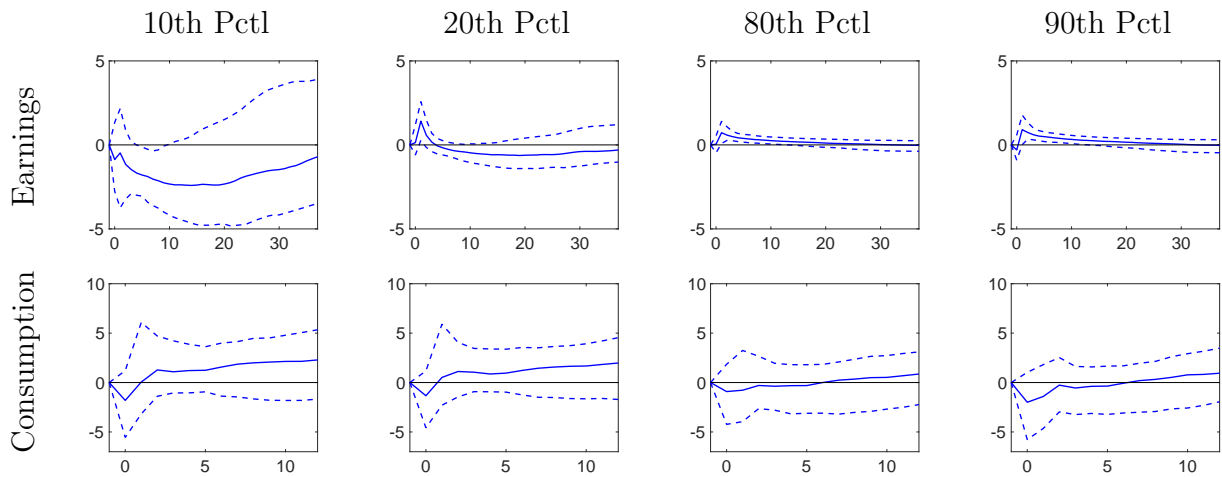 10th Pctl 20th Pctl 80th Pctl 90th Pctl
Earnings
5 5 5 5
0 0 0 0
-5 -5 -5 -5
0 10 20 30 0 10 20 30 0 10 20 30 0 10 20 30
Consumption
10 10 10 10
5 5 5 5
0 0 0 0
-5 -5 -5 -5
0 5 10 0 5 10 0 5 10 0 5 10